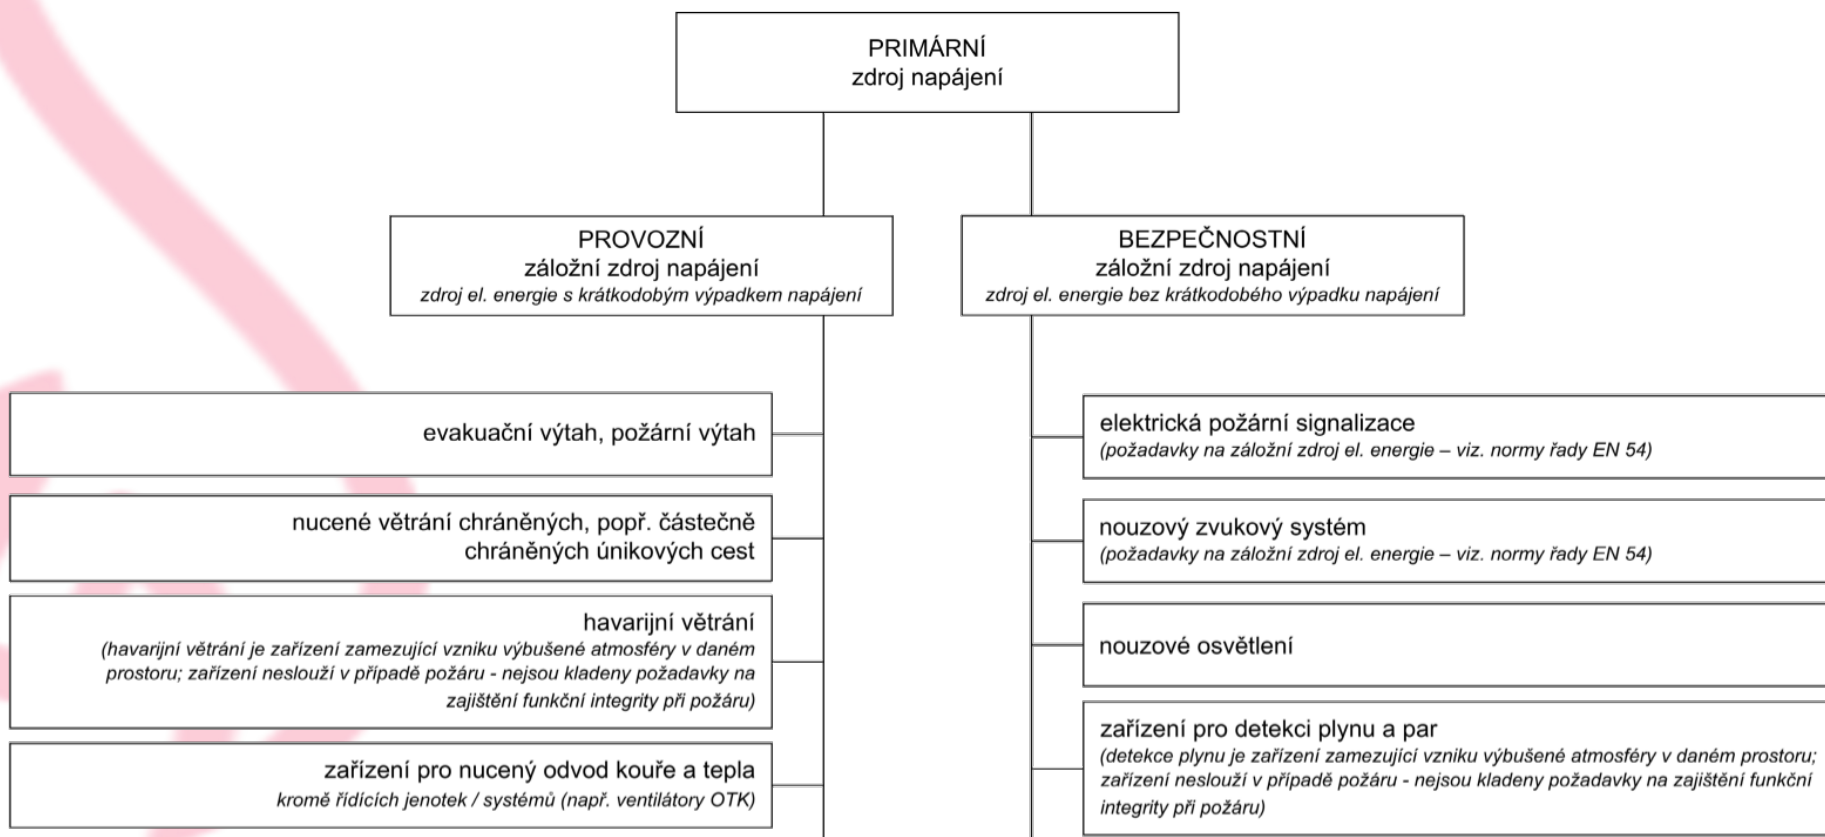 PRIMÁRNÍ
zdroj napájení
PROVOZNÍ
záložní zdroj napájení
zdroj el. energie s krátkodobým výpadkem napájení
BEZPEČNOSTNÍ
záložní zdroj napájení
zdroj el. energie bez krátkodobého výpadku napájení
evakuační výtah, požární výtah
nucené větrání chráněných, popř. částečně
chráněných únikových cest
havarijní větrání
(havarijní větrání je zařízení zamezující vzniku výbušené atmosféry v daném
prostoru; zařízení neslouží v případě požáru - nejsou kladeny požadavky na
zajištění funkční integrity při požáru)
zařízení pro nucený odvod kouře a tepla
kromě řídících jenotek / systémů (např. ventilátory OTK)
elektrická požární signalizace
(požadavky na záložní zdroj el. energie – viz. normy řady EN 54)
nouzový zvukový systém
(požadavky na záložní zdroj el. energie – viz. normy řady EN 54)
nouzové osvětlení
zařízení pro detekci plynu a par
(detekce plynu je zařízení zamezující vzniku výbušené atmosféry v daném prostoru;
zařízení neslouží v případě požáru - nejsou kladeny požadavky na zajištění funkční
integrity při požáru)